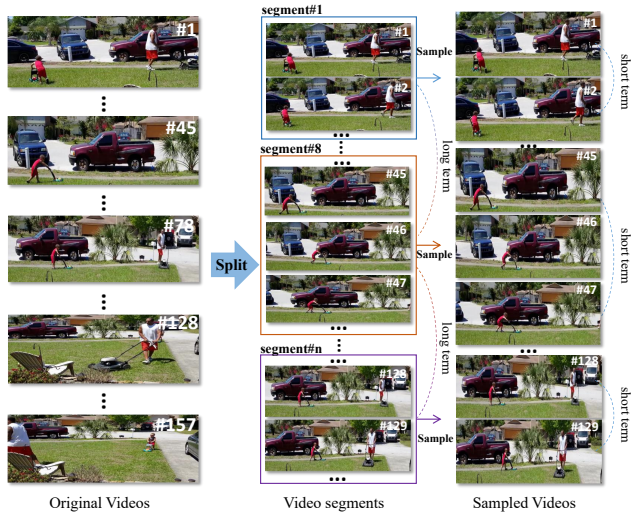 #1
#45
#78
#128
#157
Original Videos
Split
segment#1
#1
#2
segment#8
#45
#46
#47
segment#n
#128
#129
Video segments
Sample
long term
Sample
long term
Sample
#1
#2
#45
#46
#47
#128
#129
short term
short term
short term
Sampled Videos